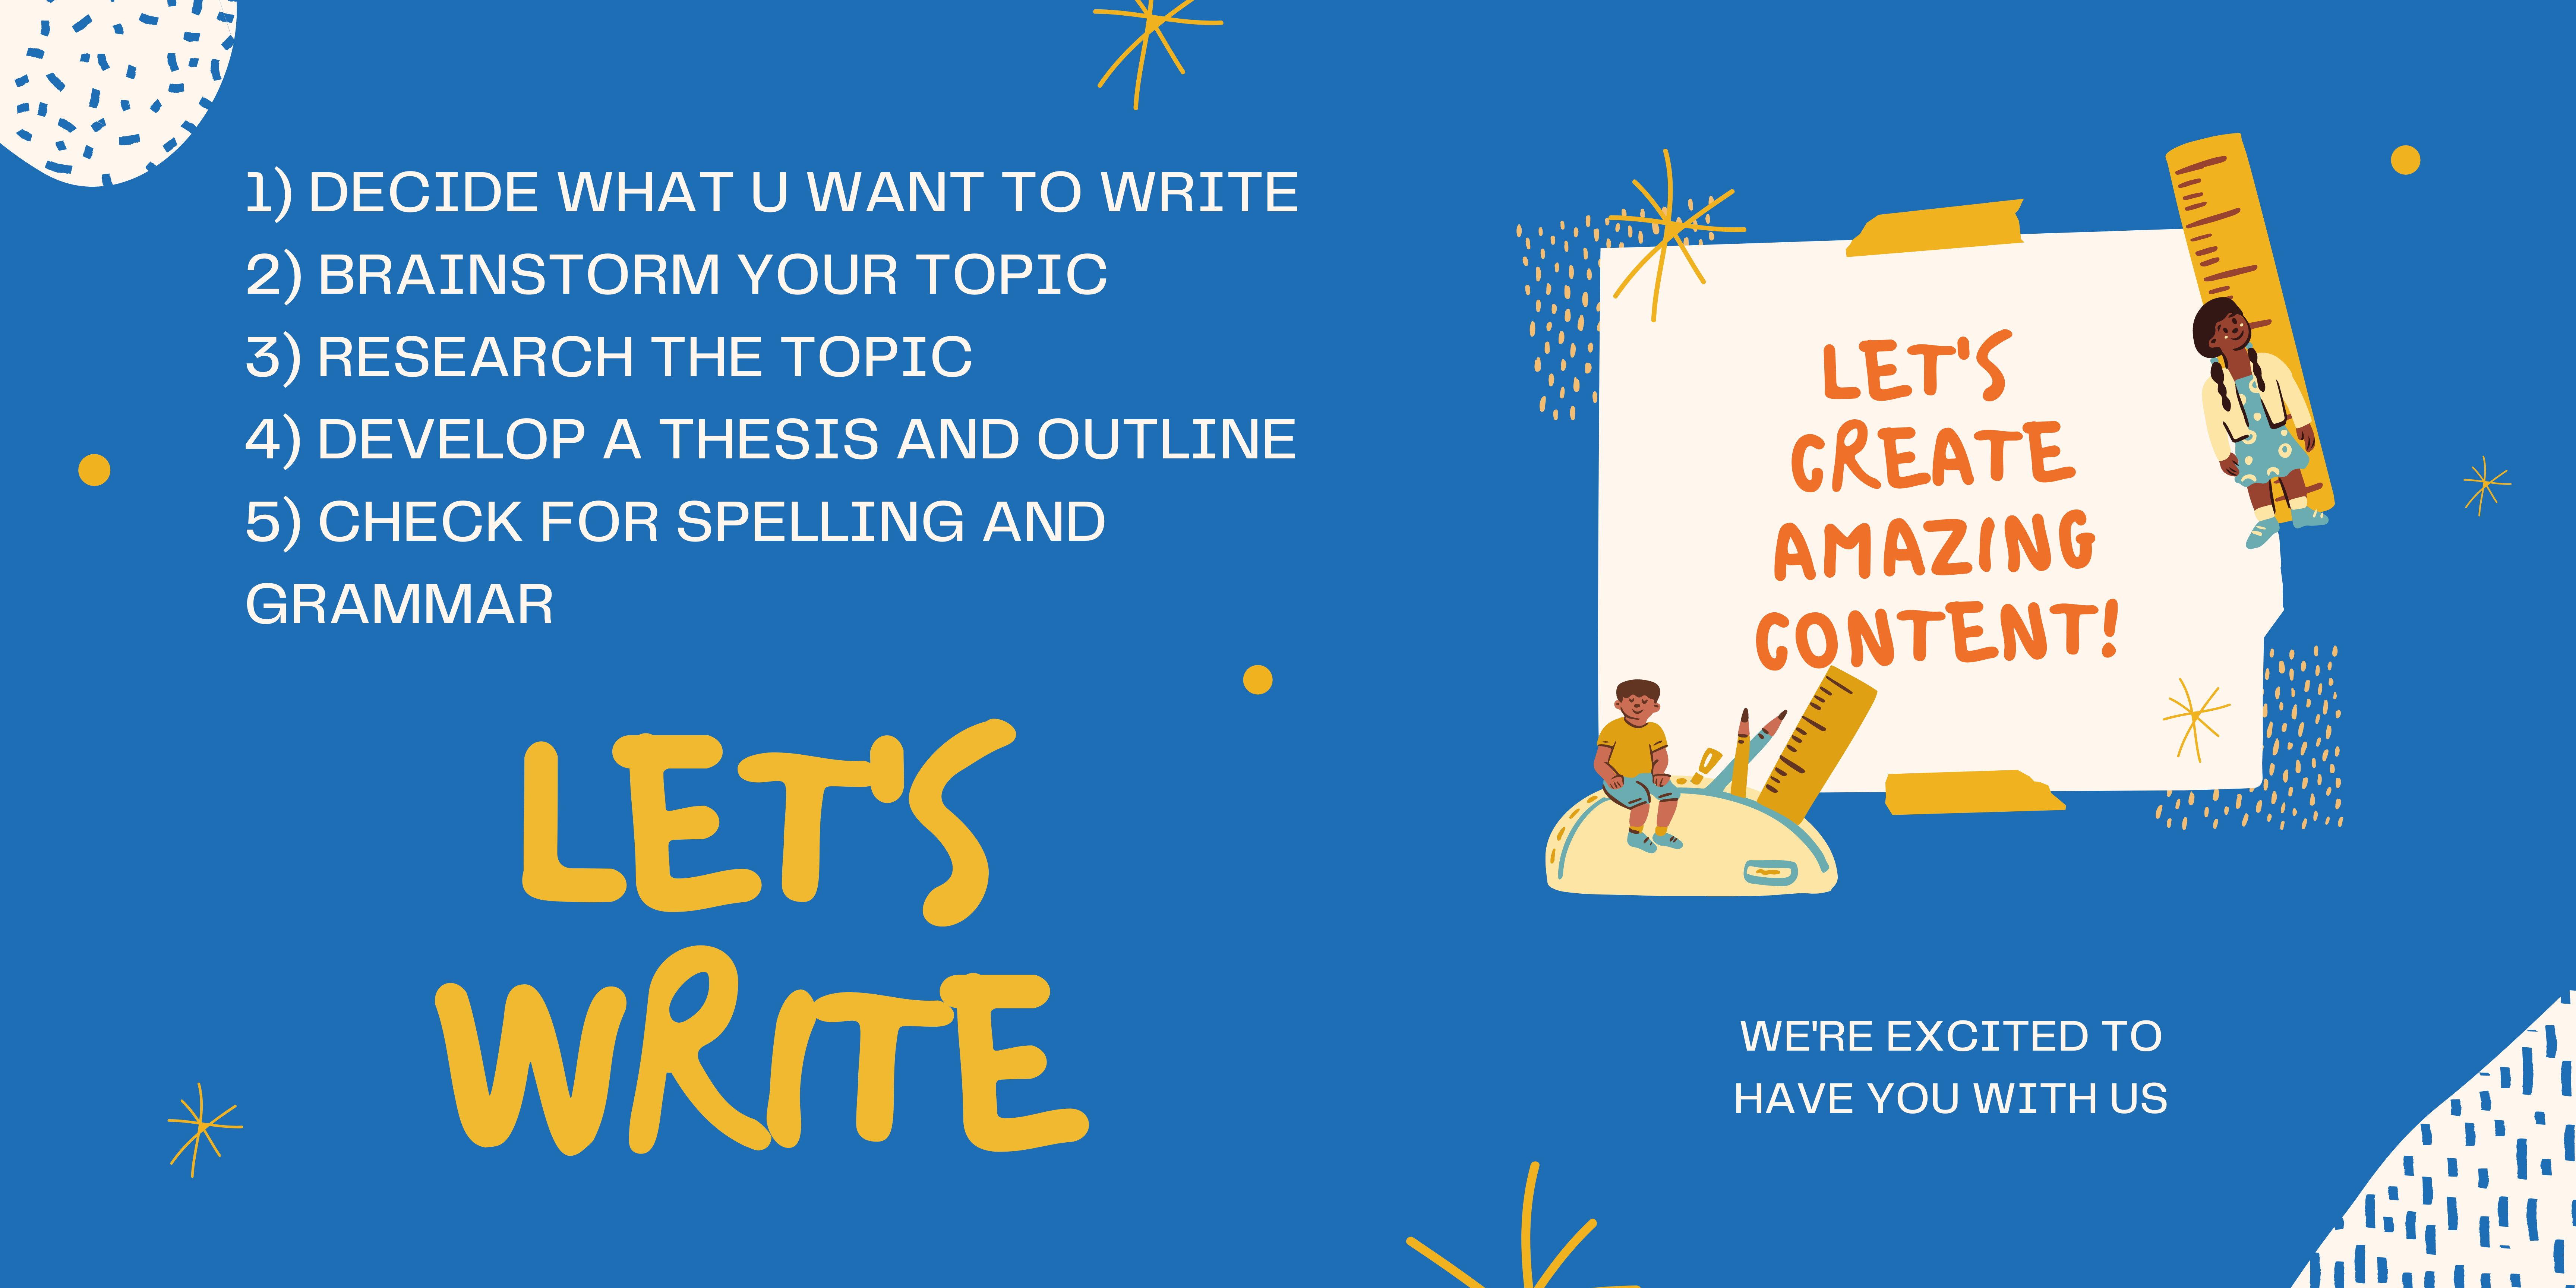 1) DECIDE WHAT U WANT TO WRITE
2) BRAINSTORM YOUR TOPIC
3) RESEARCH THE TOPIC
4) DEVELOP A THESIS AND OUTLINE
5) CHECK FOR SPELLING AND
GRAMMAR
LET'S
WRITE
LET'S
CREATE
AMAZING
CONTENT!
WE'RE EXCITED TO
HAVE YOU WITH US